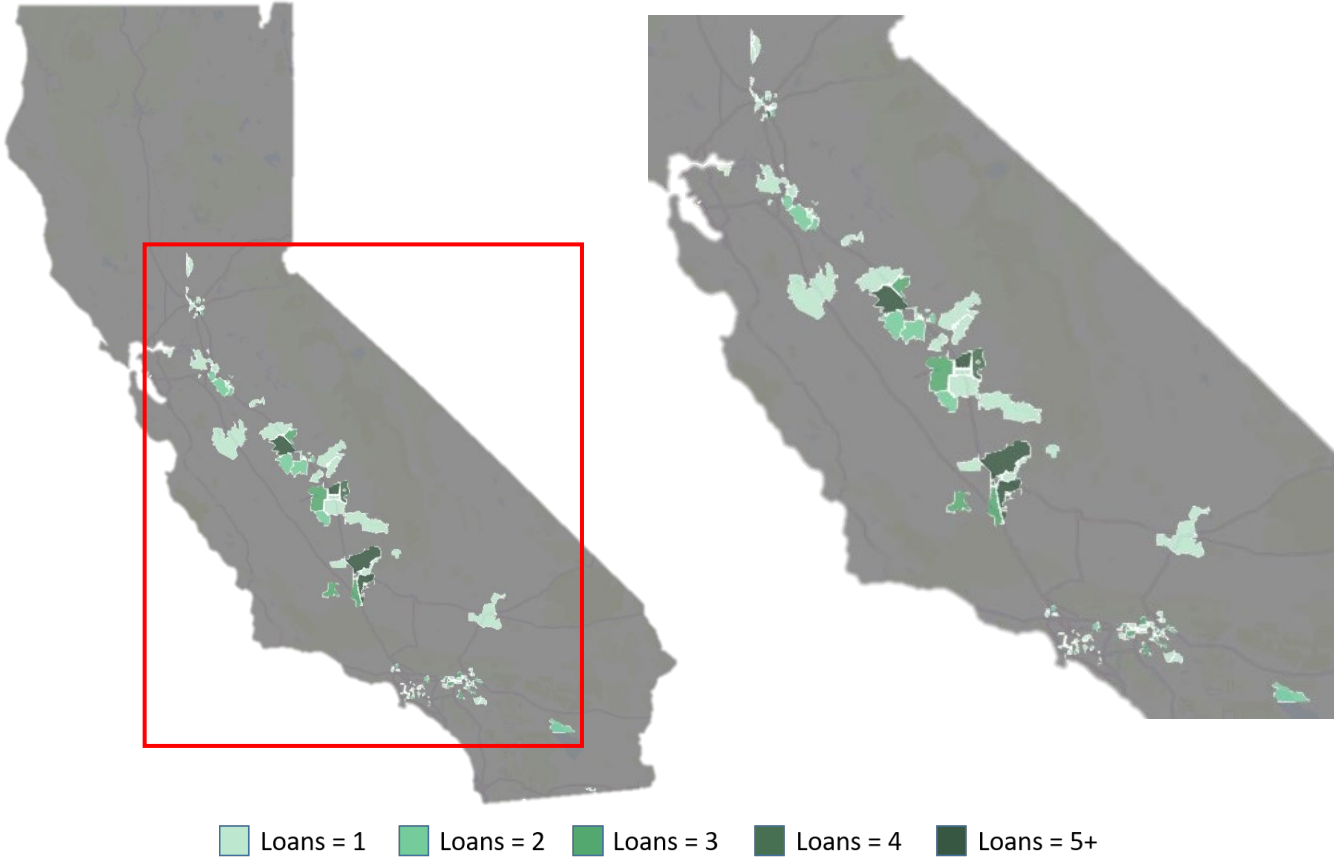 Loans = 1 Loans = 2 Loans = 3 Loans = 4 Loans = 5+